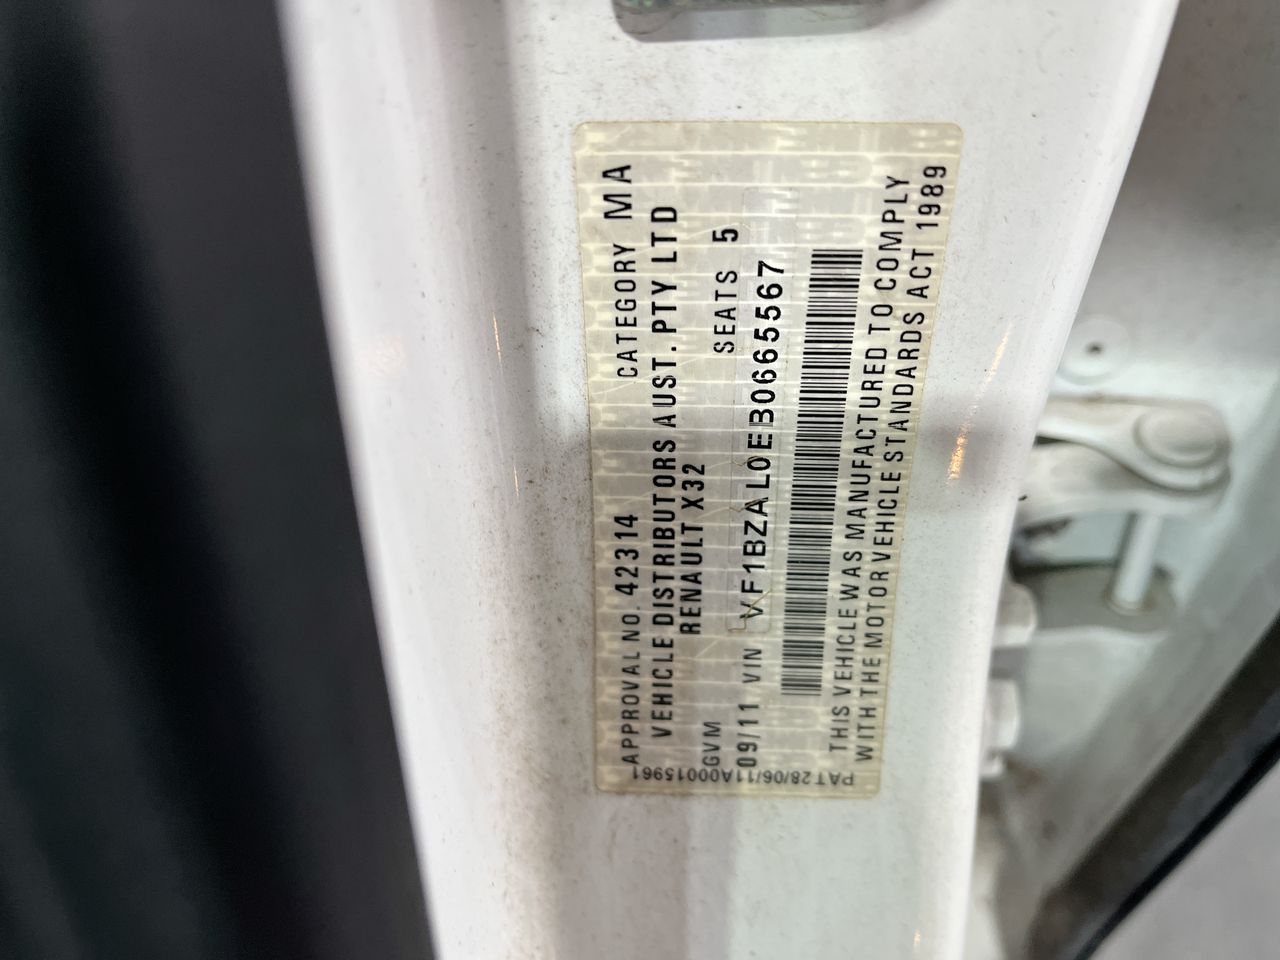 APPROVAL NO. 42314 CATEGORY MA
VEHICLE DISTRIBUTORS AUST. PTY LTD
RENAULT X32
GVM SEATS 5
09/11 VIN VF1BZAL0EB0665567
THIS VEHICLE WAS MANUFACTURED TO COMPLY
WITH THE MOTOR VEHICLE STANDARDS ACT 1989
PAT28/06/11A00015961